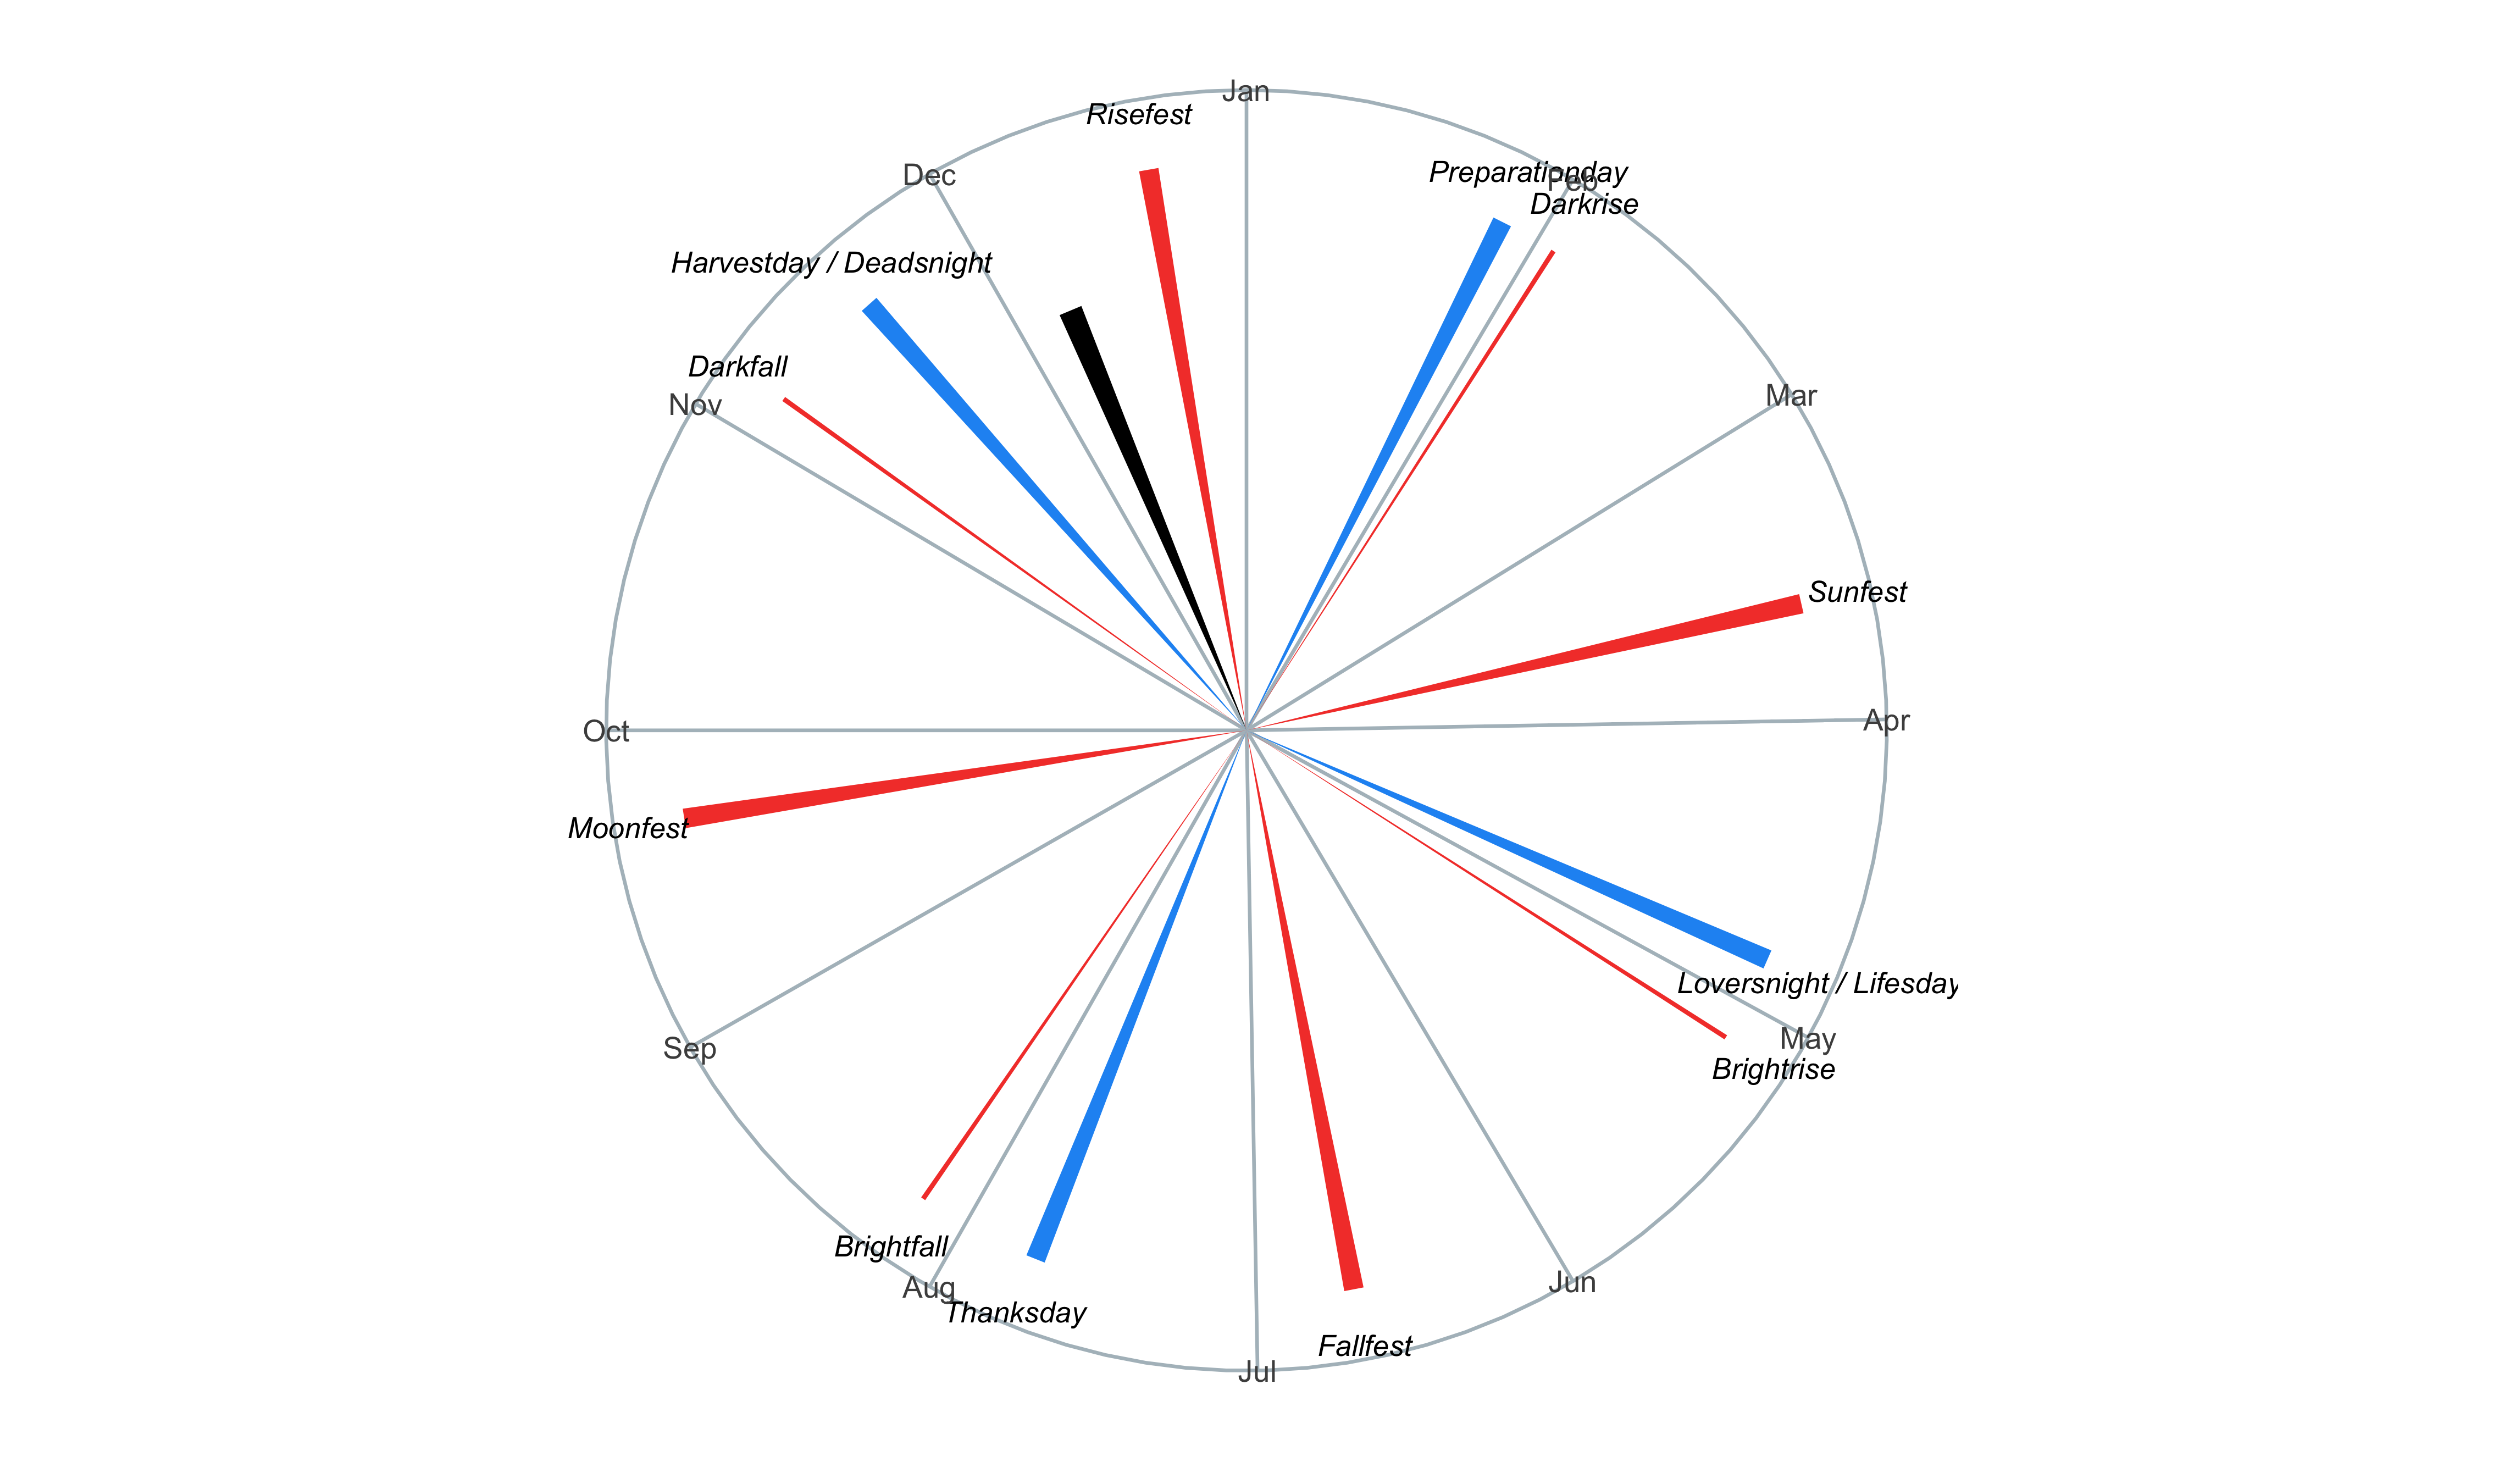 Jan
Risefest
Preparationday
Dec
Feb
Darkrise
Harvestday / Deadsnight
Darkfall
Mar
Nov
Sunfest
Apr
Oct
Moonfest
Loversnight / Lifesday
May
Sep
Brightrise
Brightfall
Jun
Aug
Thanksday
Fallfest
Jul